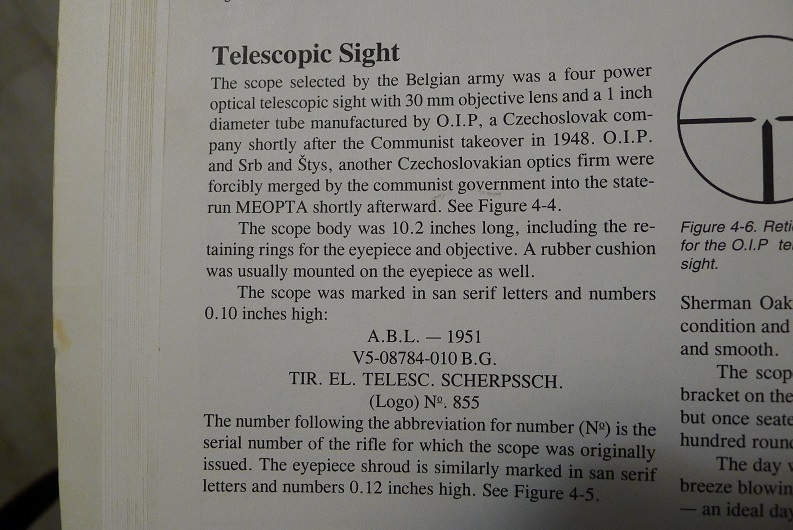 Telescopic Sight
The scope selected by the Belgian army was a four power
optical telescopic sight with 30 mm objective lens and a 1 inch
diameter tube manufactured by O.I.P, a Czechoslovak com-
pany shortly after the Communist takeover in 1948. O.I.P.
and Srb and Štys, another Czechoslovakian optics firm were
forcibly merged by the communist government into the state-
run MEOPTA shortly afterward. See Figure 4-4.
The scope body was 10.2 inches long, including the re-
taining rings for the eyepiece and objective. A rubber cushion
was usually mounted on the eyepiece as well.
The scope was marked in san serif letters and numbers
0.10 inches high:
A.B.L. — 1951
V5-08784-010 B.G.
TIR. EL. TELESC. SCHERPSSCH.
(Logo) Nº. 855
The number following the abbreviation for number (Nº) is the
serial number of the rifle for which the scope was originally
issued. The eyepiece shroud is similarly marked in san serif
letters and numbers 0.12 inches high. See Figure 4-5.
Figure 4-6. Reti
for the O.I.P te
sight.
Sherman Oak
condition and
and smooth.
The scop
bracket on the
but once seate
hundred roun
The day w
breeze blowin
— an ideal day